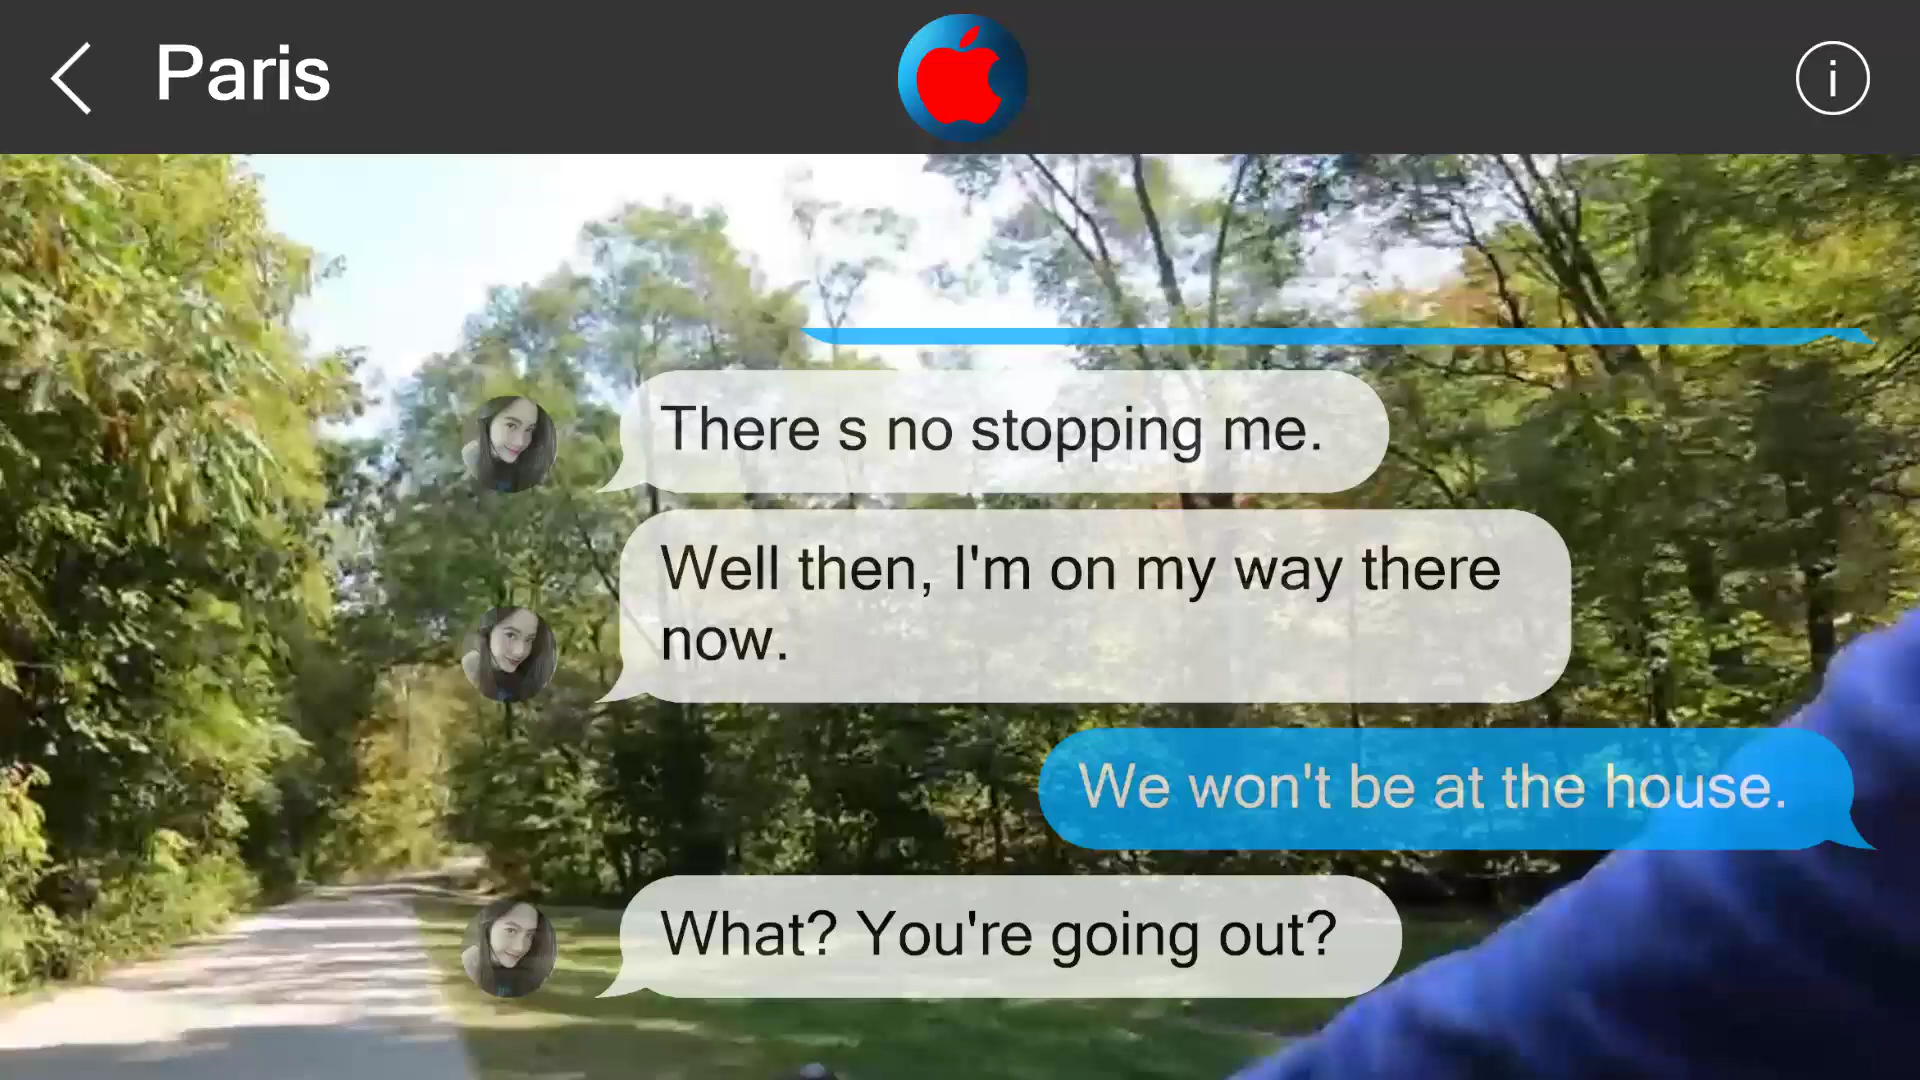 Paris
i
There s no stopping me.
Well then, I'm on my way there
now.
We won't be at the house.
What? You're going out?